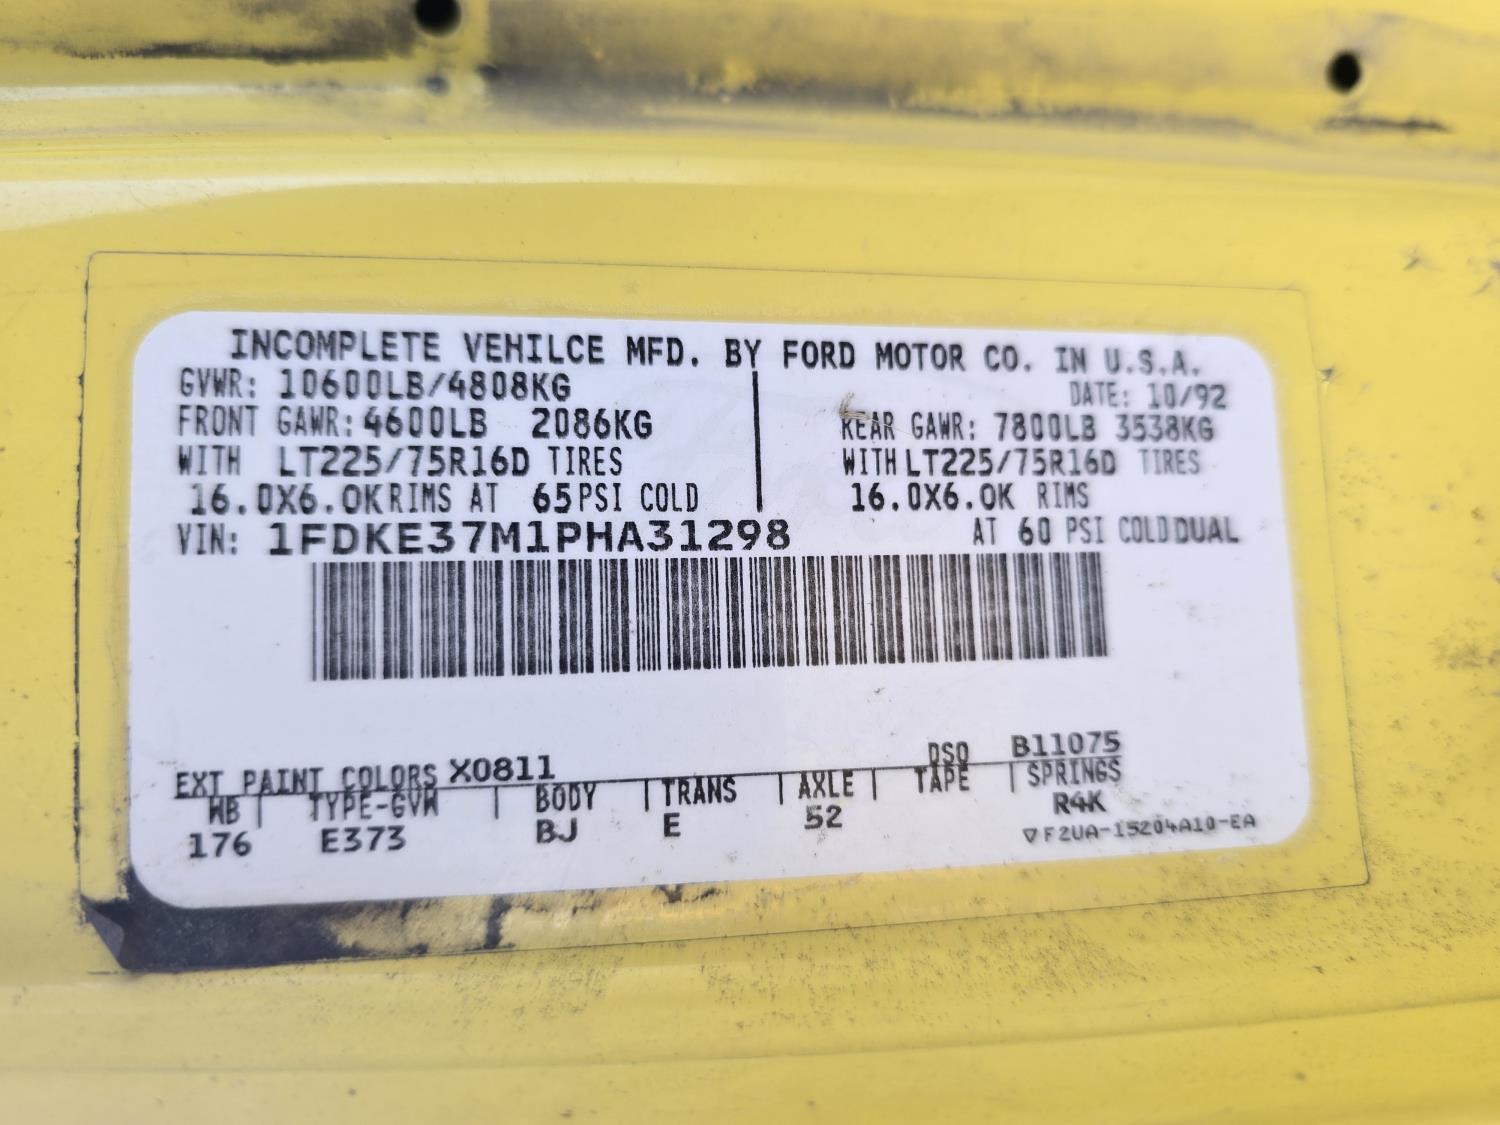 INCOMPLETE VEHILCE MFD. BY FORD MOTOR CO. IN U.S.A.
GVWR: 10600LB/4808KG
DATE: 10/92
FRONT GAWR: 4600LB 2086KG
REAR GAWR: 7800LB 3538KG
WITH LT225/75R16D TIRES
WITH LT225/75R16D TIRES
16.0X6.0K RIMS AT 65 PSI COLD
16.0X6.0K RIMS
VIN: 1FDKE37M1PHA31298
AT 60 PSI COLD DUAL
EXT PAINT COLORS X0811
DSO B11075
WB | TYPE-GVW | BODY | TRANS | AXLE | TAPE | SPRINGS
176 E373 BJ E 52 R4K
▽F2UA-15204A10-EA